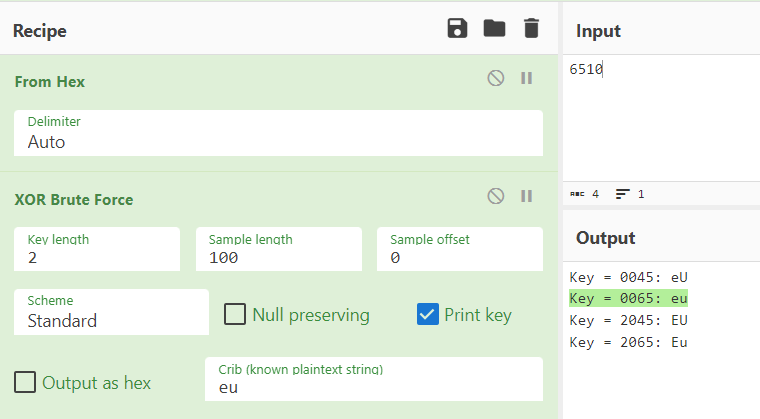 Recipe
From Hex
Delimiter
Auto
XOR Brute Force
Key length
2
Sample length
100
Sample offset
0
Scheme
Standard
Null preserving
Print key
Output as hex
Crib (known plaintext string)
eu
Input
6510
ABC 4 1
Output
Key = 0045: eU
Key = 0065: eu
Key = 2045: EU
Key = 2065: Eu